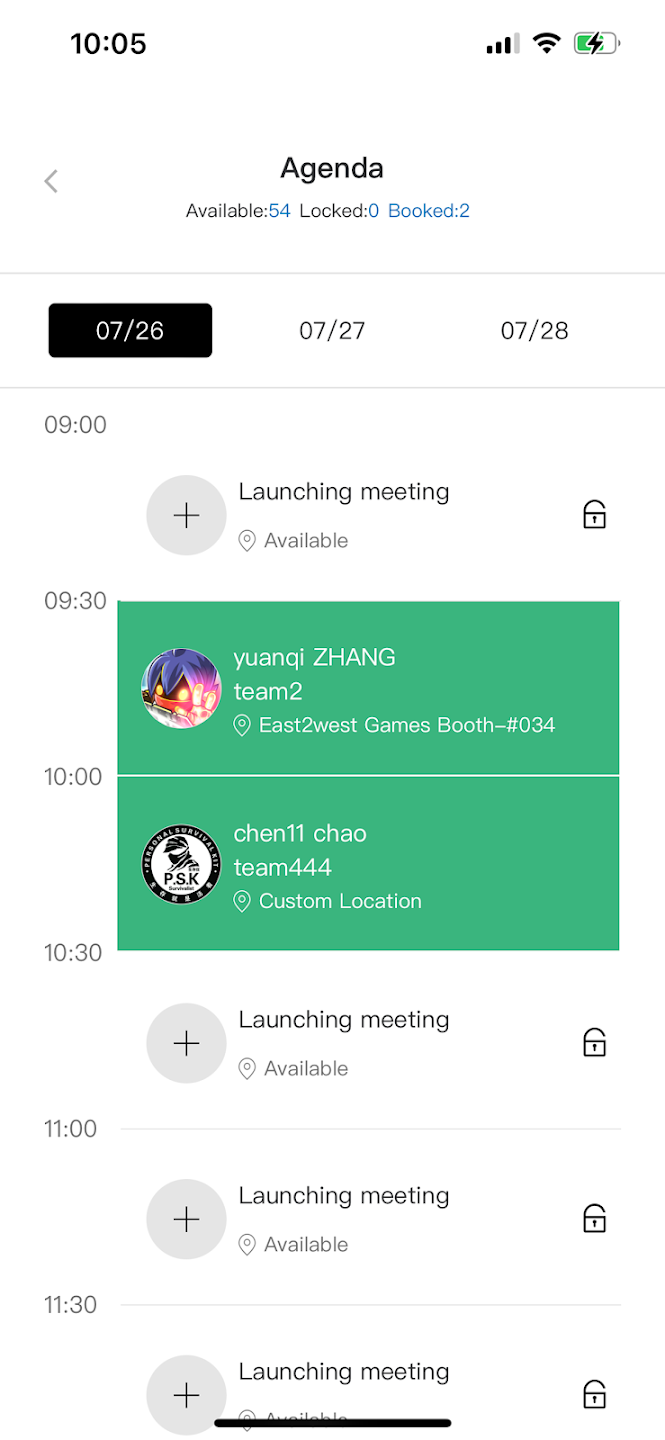 10:05
Agenda
Available:54 Locked:0 Booked:2
07/26 07/27 07/28
09:00
Launching meeting
Available
09:30
yuanqi ZHANG
team2
East2west Games Booth-#034
10:00
PERSONAL SURVIVAL KIT
P.S.K
Survivalist
chen11 chao
team444
Custom Location
10:30
Launching meeting
Available
11:00
Launching meeting
Available
11:30
Launching meeting
Available